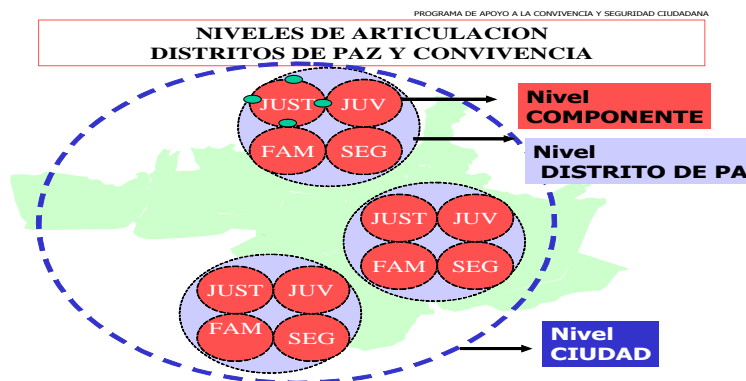 PROGRAMA DE APOYO A LA CONVIVENCIA Y SEGURIDAD CIUDADANA
NIVELES DE ARTICULACION
DISTRITOS DE PAZ Y CONVIVENCIA
JUST JUV
FAM SEG
Nivel
COMPONENTE
Nivel
DISTRITO DE PA
JUST JUV
FAM SEG
JUST JUV
FAM SEG
Nivel
CIUDAD